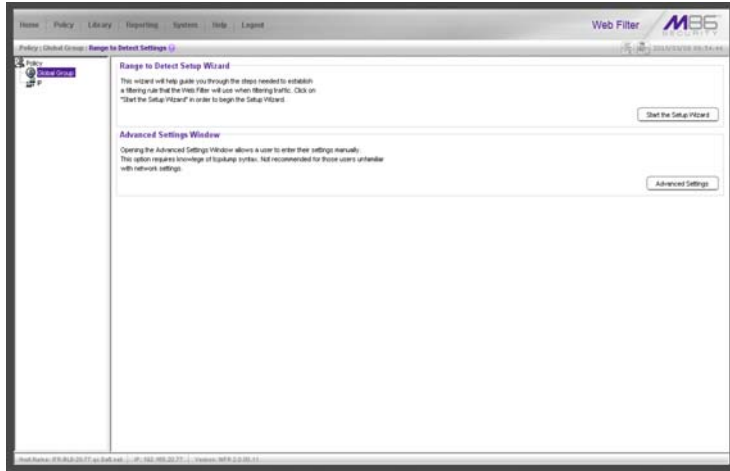 Home Policy Library Reporting System Help Logout
Web Filter M86 SECURITY
Policy : Global Group : Range to Detect Settings
Policy
Global Group
IP
Range to Detect Setup Wizard
This wizard will help guide you through the steps needed to establish
a filtering rule that the Web Filter will use when filtering traffic. Click on
"Start the Setup Wizard" in order to begin the Setup Wizard.
Start the Setup Wizard
Advanced Settings Window
Opening the Advanced Settings Window allows a user to enter their settings manually.
This option requires knowlege of tcpdump syntax. Not recommended for those users unfamiliar
with network settings.
Advanced Settings
Host Name: